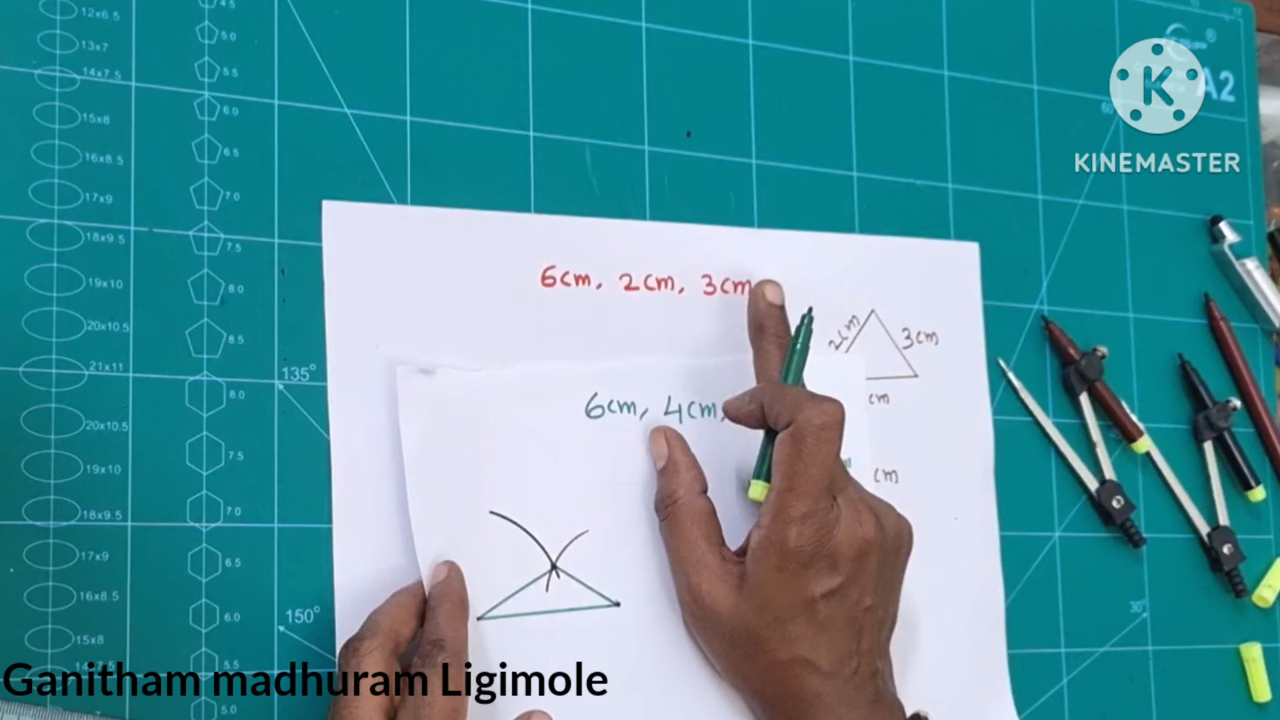 12x6.5
13x7
14x7.5
15x8
16x8.5
17x9
18x9.5
19x10
20x10.5
21x11
20x10.5
19x10
18x9.5
17x9
16x8.5
15x8
4.5
5.0
5.5
6.0
6.5
7.0
7.5
8.0
8.5
8.0
7.5
7.0
6.5
6.0
5.5
5.0
135°
150°
30°
A2
KINEMASTER
6cm, 2cm, 3cm
2cm
3cm
cm
6cm, 4cm,
cm
Ganitham madhuram Ligimole